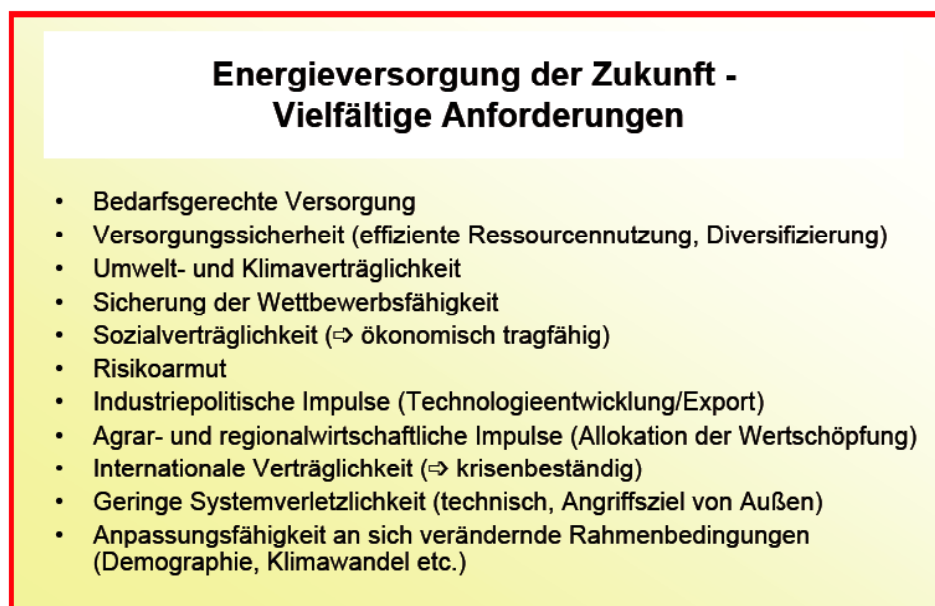 Energieversorgung der Zukunft -
Vielfältige Anforderungen
• Bedarfsgerechte Versorgung
• Versorgungssicherheit (effiziente Ressourcennutzung, Diversifizierung)
• Umwelt- und Klimaverträglichkeit
• Sicherung der Wettbewerbsfähigkeit
• Sozialverträglichkeit (⇨ ökonomisch tragfähig)
• Risikoarmut
• Industriepolitische Impulse (Technologieentwicklung/Export)
• Agrar- und regionalwirtschaftliche Impulse (Allokation der Wertschöpfung)
• Internationale Verträglichkeit (⇨ krisenbeständig)
• Geringe Systemverletzlichkeit (technisch, Angriffsziel von Außen)
• Anpassungsfähigkeit an sich verändernde Rahmenbedingungen
(Demographie, Klimawandel etc.)